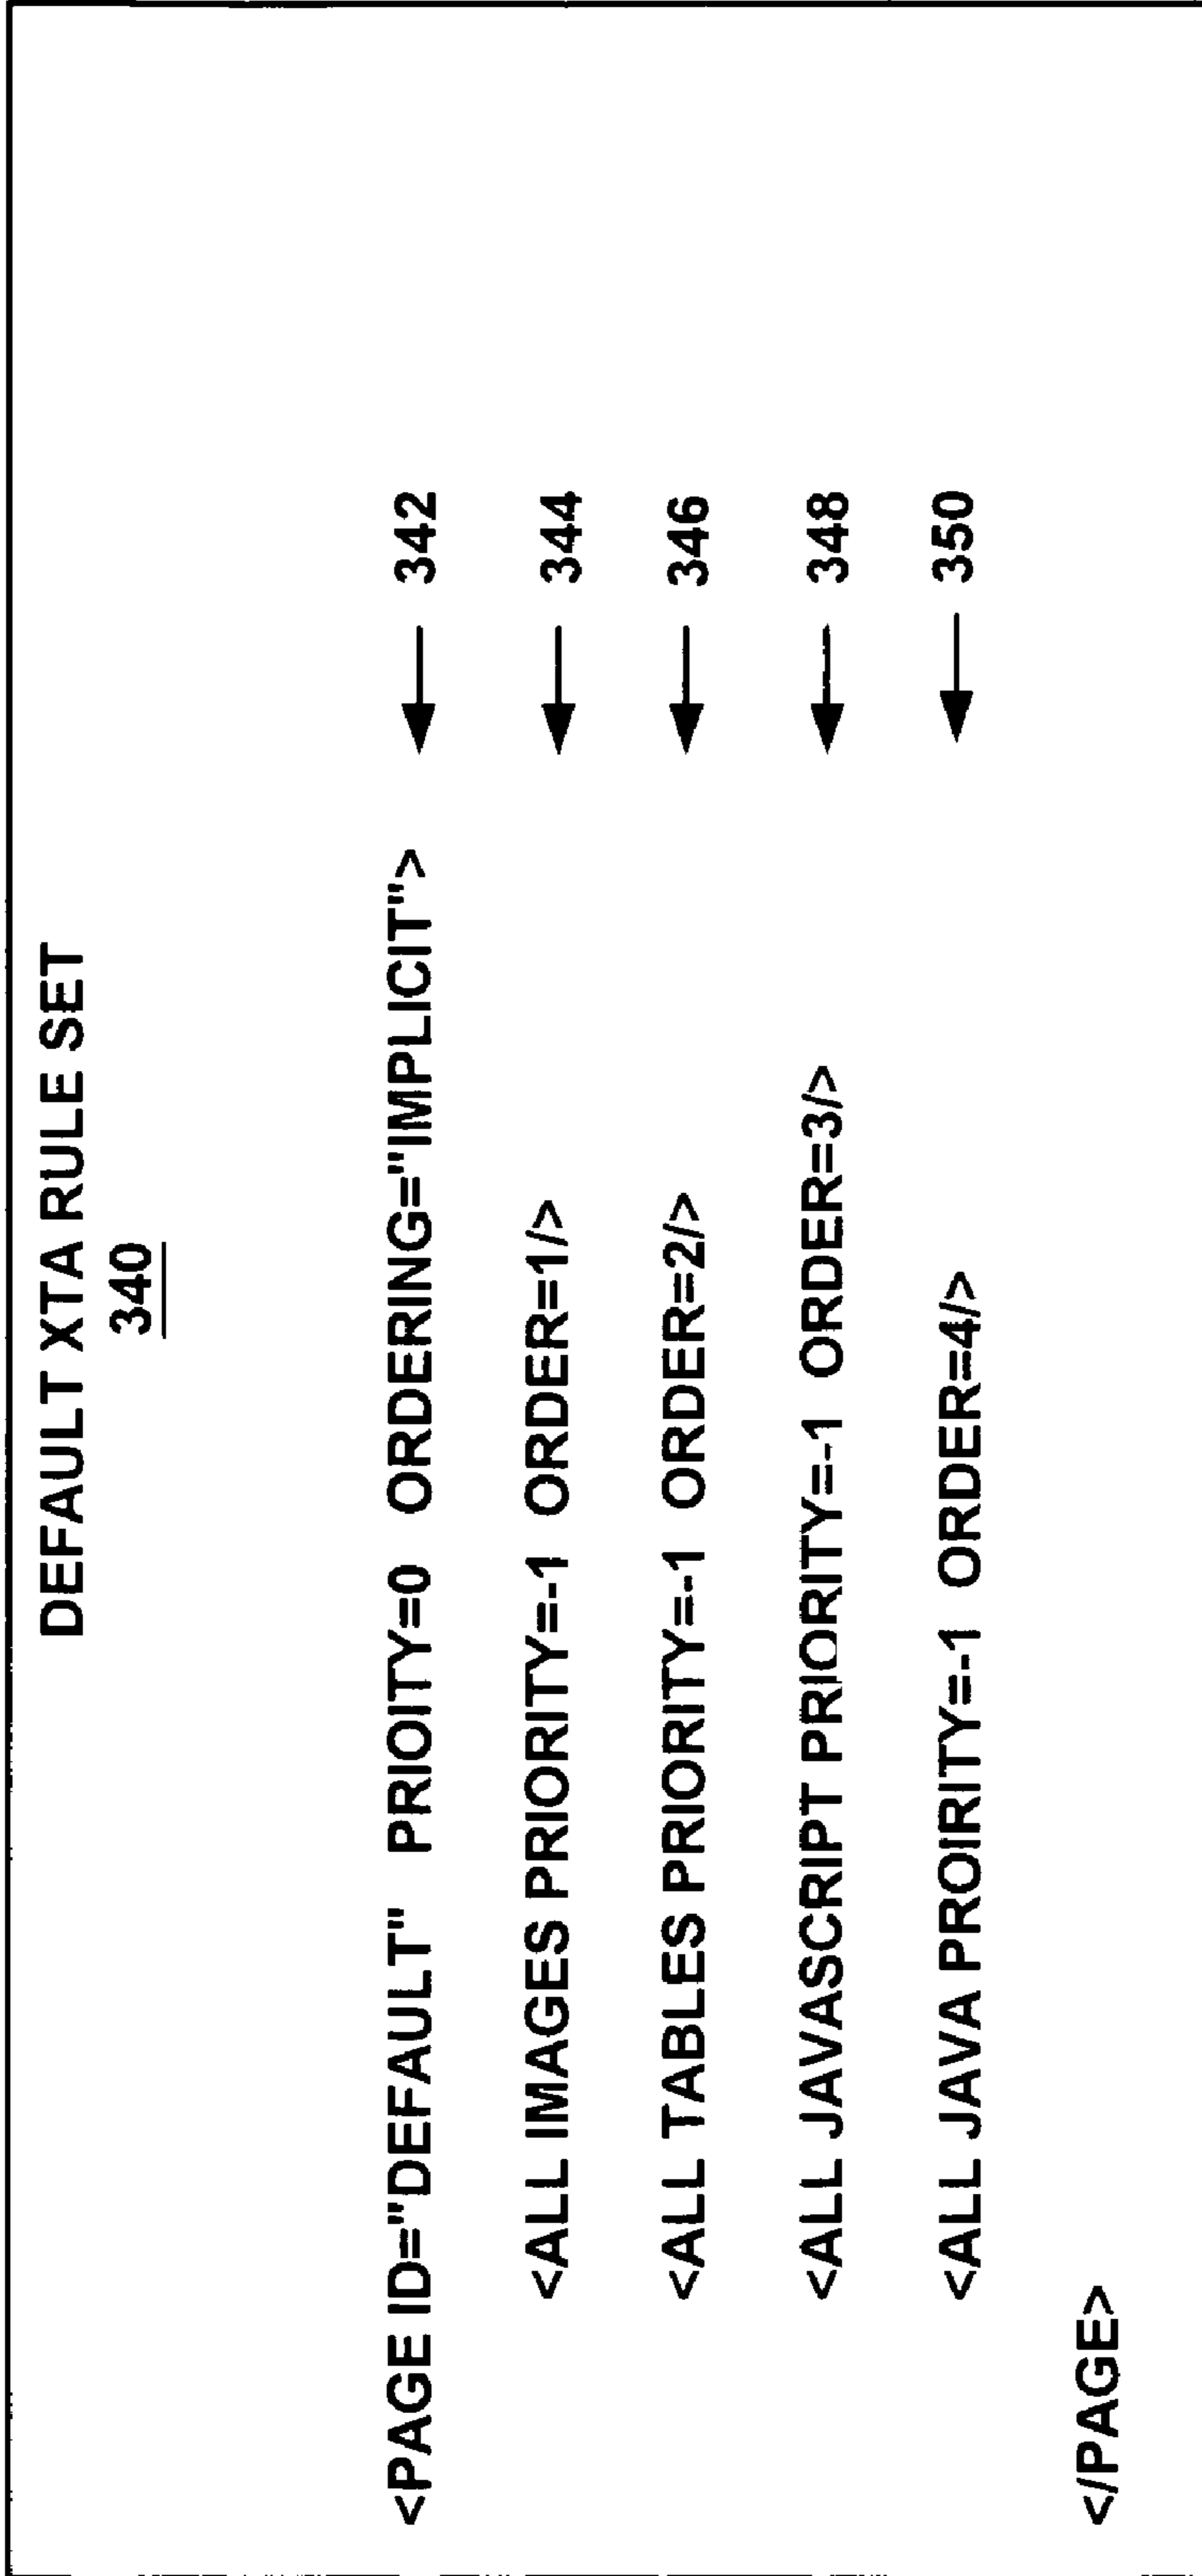 DEFAULT XTA RULE SET
340
<PAGE ID="DEFAULT" PRIOITY=0 ORDERING="IMPLICIT"> 342
<ALL IMAGES PRIORITY=-1 ORDER=1/> 344
<ALL TABLES PRIORITY=-1 ORDER=2/> 346
<ALL JAVASCRIPT PRIORITY=-1 ORDER=3/> 348
<ALL JAVA PROIRITY=-1 ORDER=4/> 350
</PAGE>